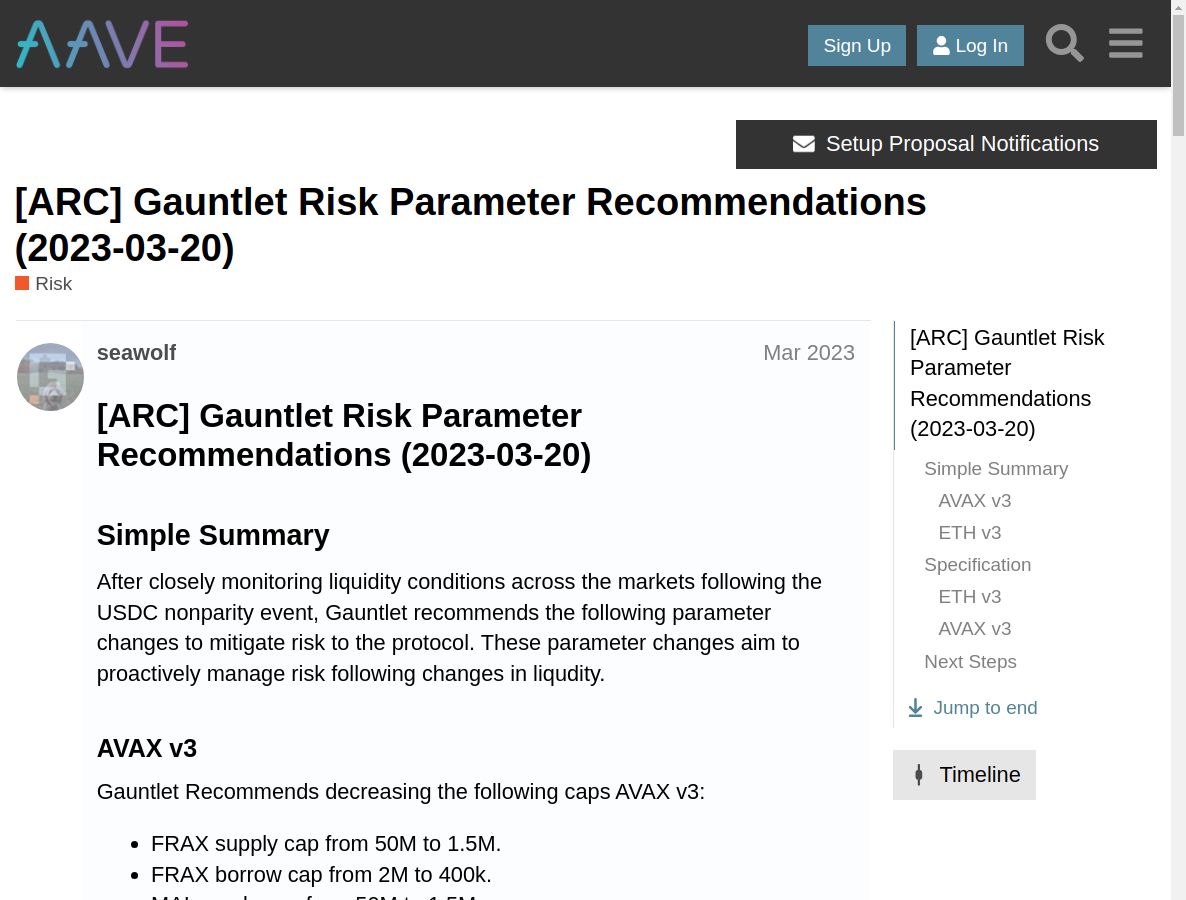 AAVE
Sign Up
Log In
Setup Proposal Notifications
[ARC] Gauntlet Risk Parameter Recommendations
(2023-03-20)
Risk
seawolf
Mar 2023
[ARC] Gauntlet Risk Parameter
Recommendations (2023-03-20)
Simple Summary
After closely monitoring liquidity conditions across the markets following the
USDC nonparity event, Gauntlet recommends the following parameter
changes to mitigate risk to the protocol. These parameter changes aim to
proactively manage risk following changes in liqudity.
AVAX v3
Gauntlet Recommends decreasing the following caps AVAX v3:
FRAX supply cap from 50M to 1.5M.
FRAX borrow cap from 2M to 400k.
[ARC] Gauntlet Risk
Parameter
Recommendations
(2023-03-20)
Simple Summary
AVAX v3
ETH v3
Specification
ETH v3
AVAX v3
Next Steps
Jump to end
Timeline